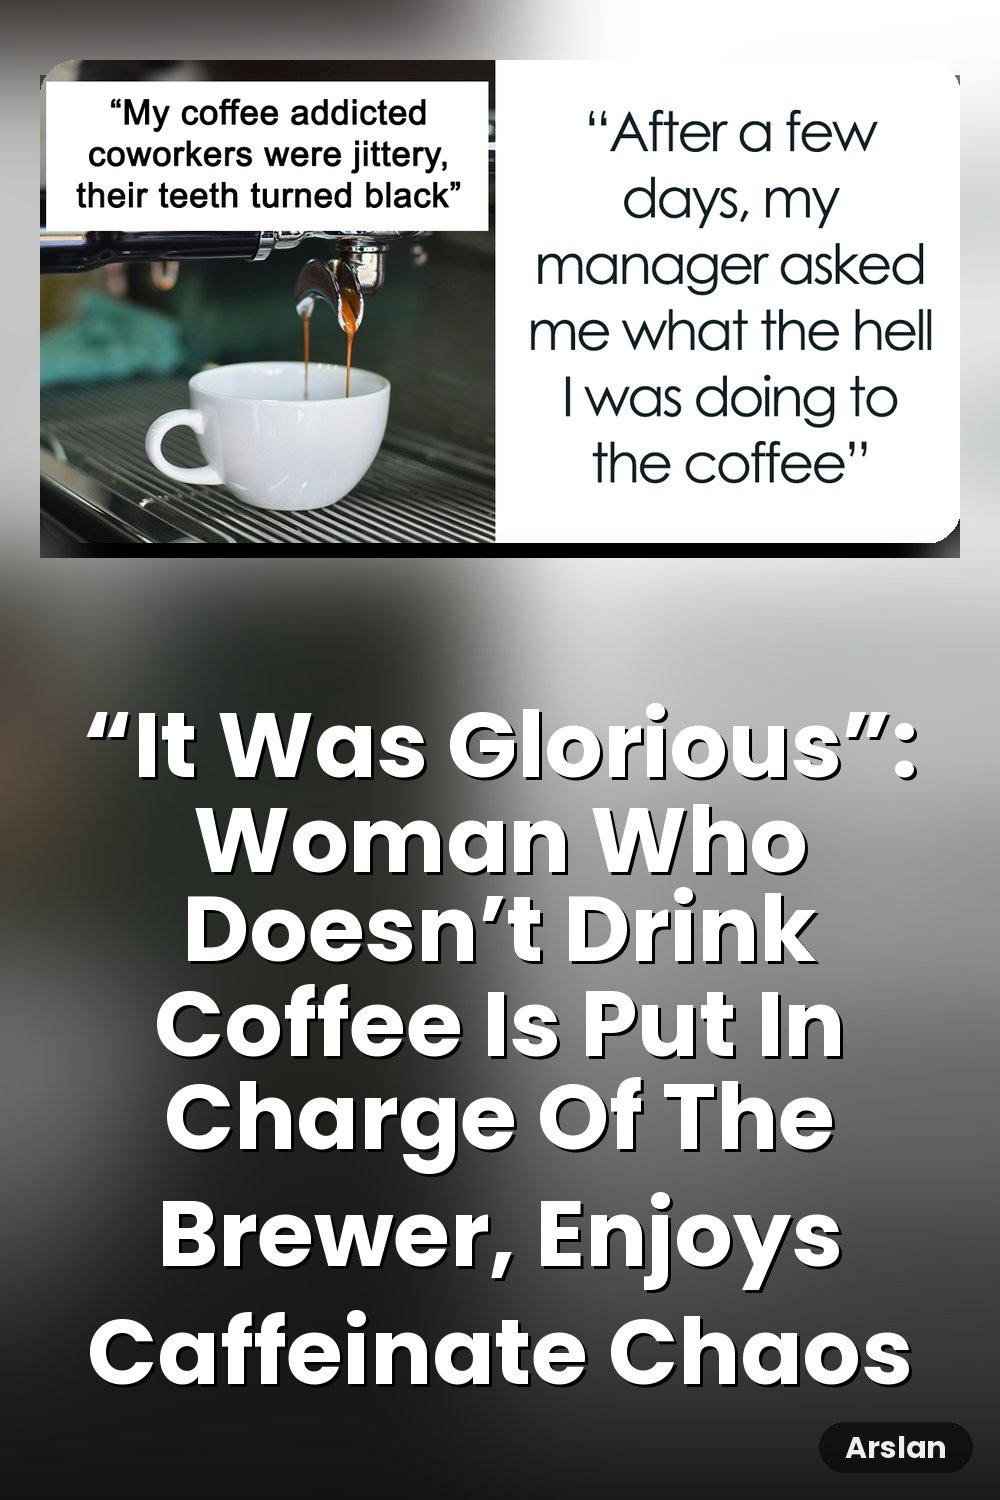 “My coffee addicted
coworkers were jittery,
their teeth turned black”
“After a few
days, my
manager asked
me what the hell
I was doing to
the coffee”
“It Was Glorious”:
Woman Who
Doesn’t Drink
Coffee Is Put In
Charge Of The
Brewer, Enjoys
Caffeinate Chaos
Arslan